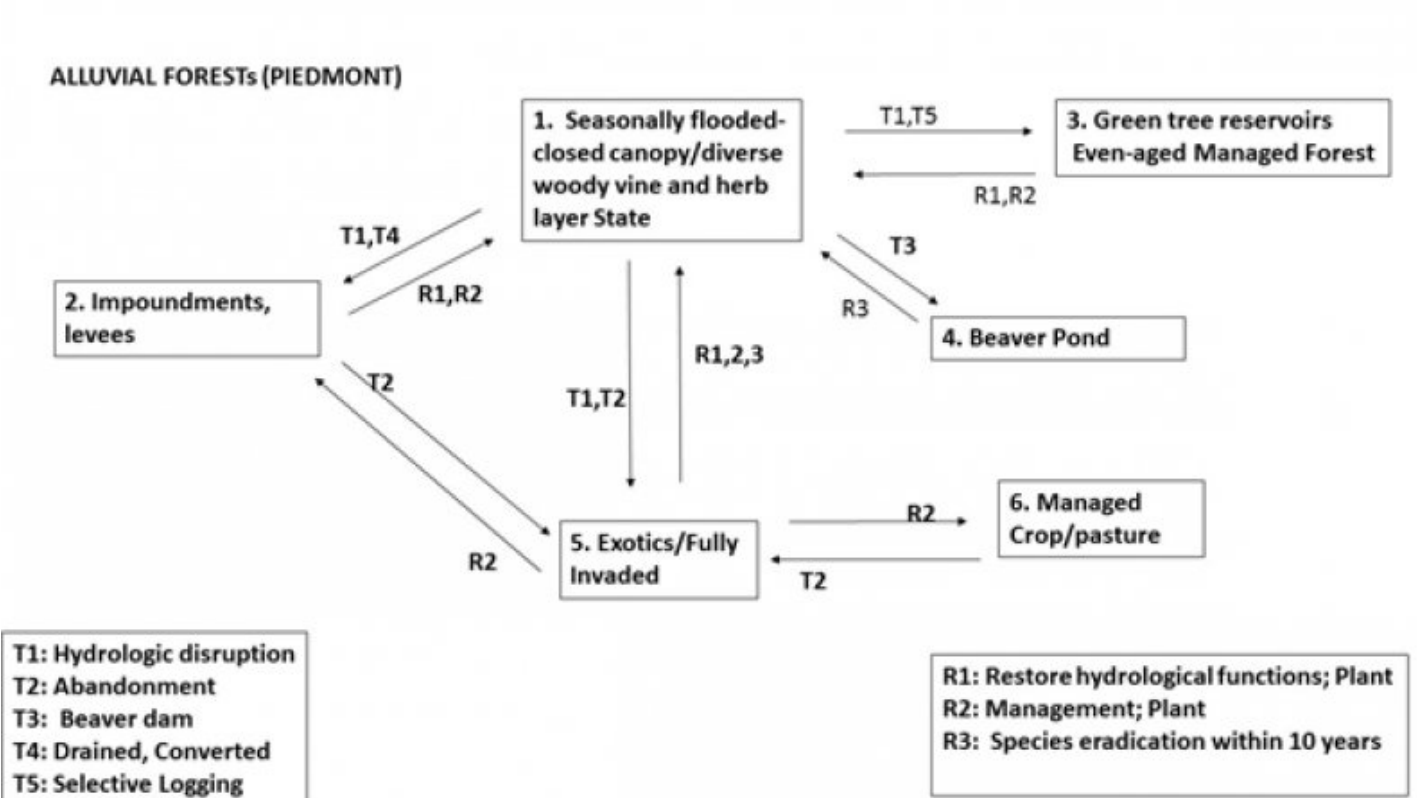 ALLUVIAL FORESTs (PIEDMONT)
1. Seasonally flooded-
closed canopy/diverse
woody vine and herb
layer State
T1,T5
3. Green tree reservoirs
Even-aged Managed Forest
R1,R2
T1,T4
R1,R2
T3
R3
2. Impoundments,
levees
4. Beaver Pond
T2
T1,T2
R1,2,3
R2
5. Exotics/Fully
Invaded
R2
T2
6. Managed
Crop/pasture
T1: Hydrologic disruption
T2: Abandonment
T3: Beaver dam
T4: Drained, Converted
T5: Selective Logging
R1: Restore hydrological functions; Plant
R2: Management; Plant
R3: Species eradication within 10 years